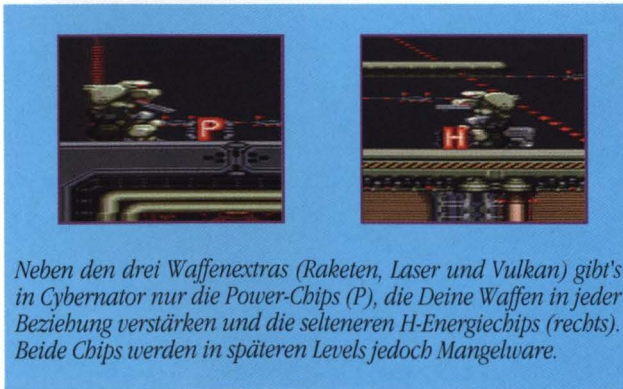 P
H
Neben den drei Waffenextras (Raketen, Laser und Vulkan) gibt's
in Cybernator nur die Power-Chips (P), die Deine Waffen in jeder
Beziehung verstärken und die selteneren H-Energiechips (rechts).
Beide Chips werden in späteren Levels jedoch Mangelware.